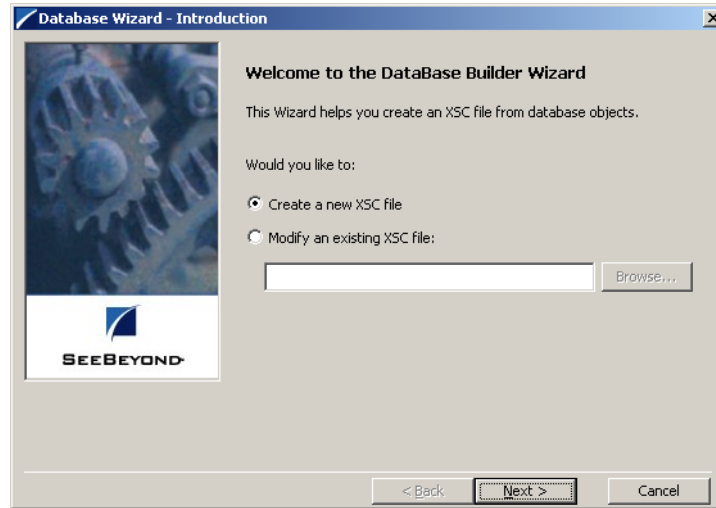 Database Wizard - Introduction
Welcome to the DataBase Builder Wizard
This Wizard helps you create an XSC file from database objects.
Would you like to:
Create a new XSC file
Modify an existing XSC file:
Browse...
SEEBEYOND
< Back
Next >
Cancel